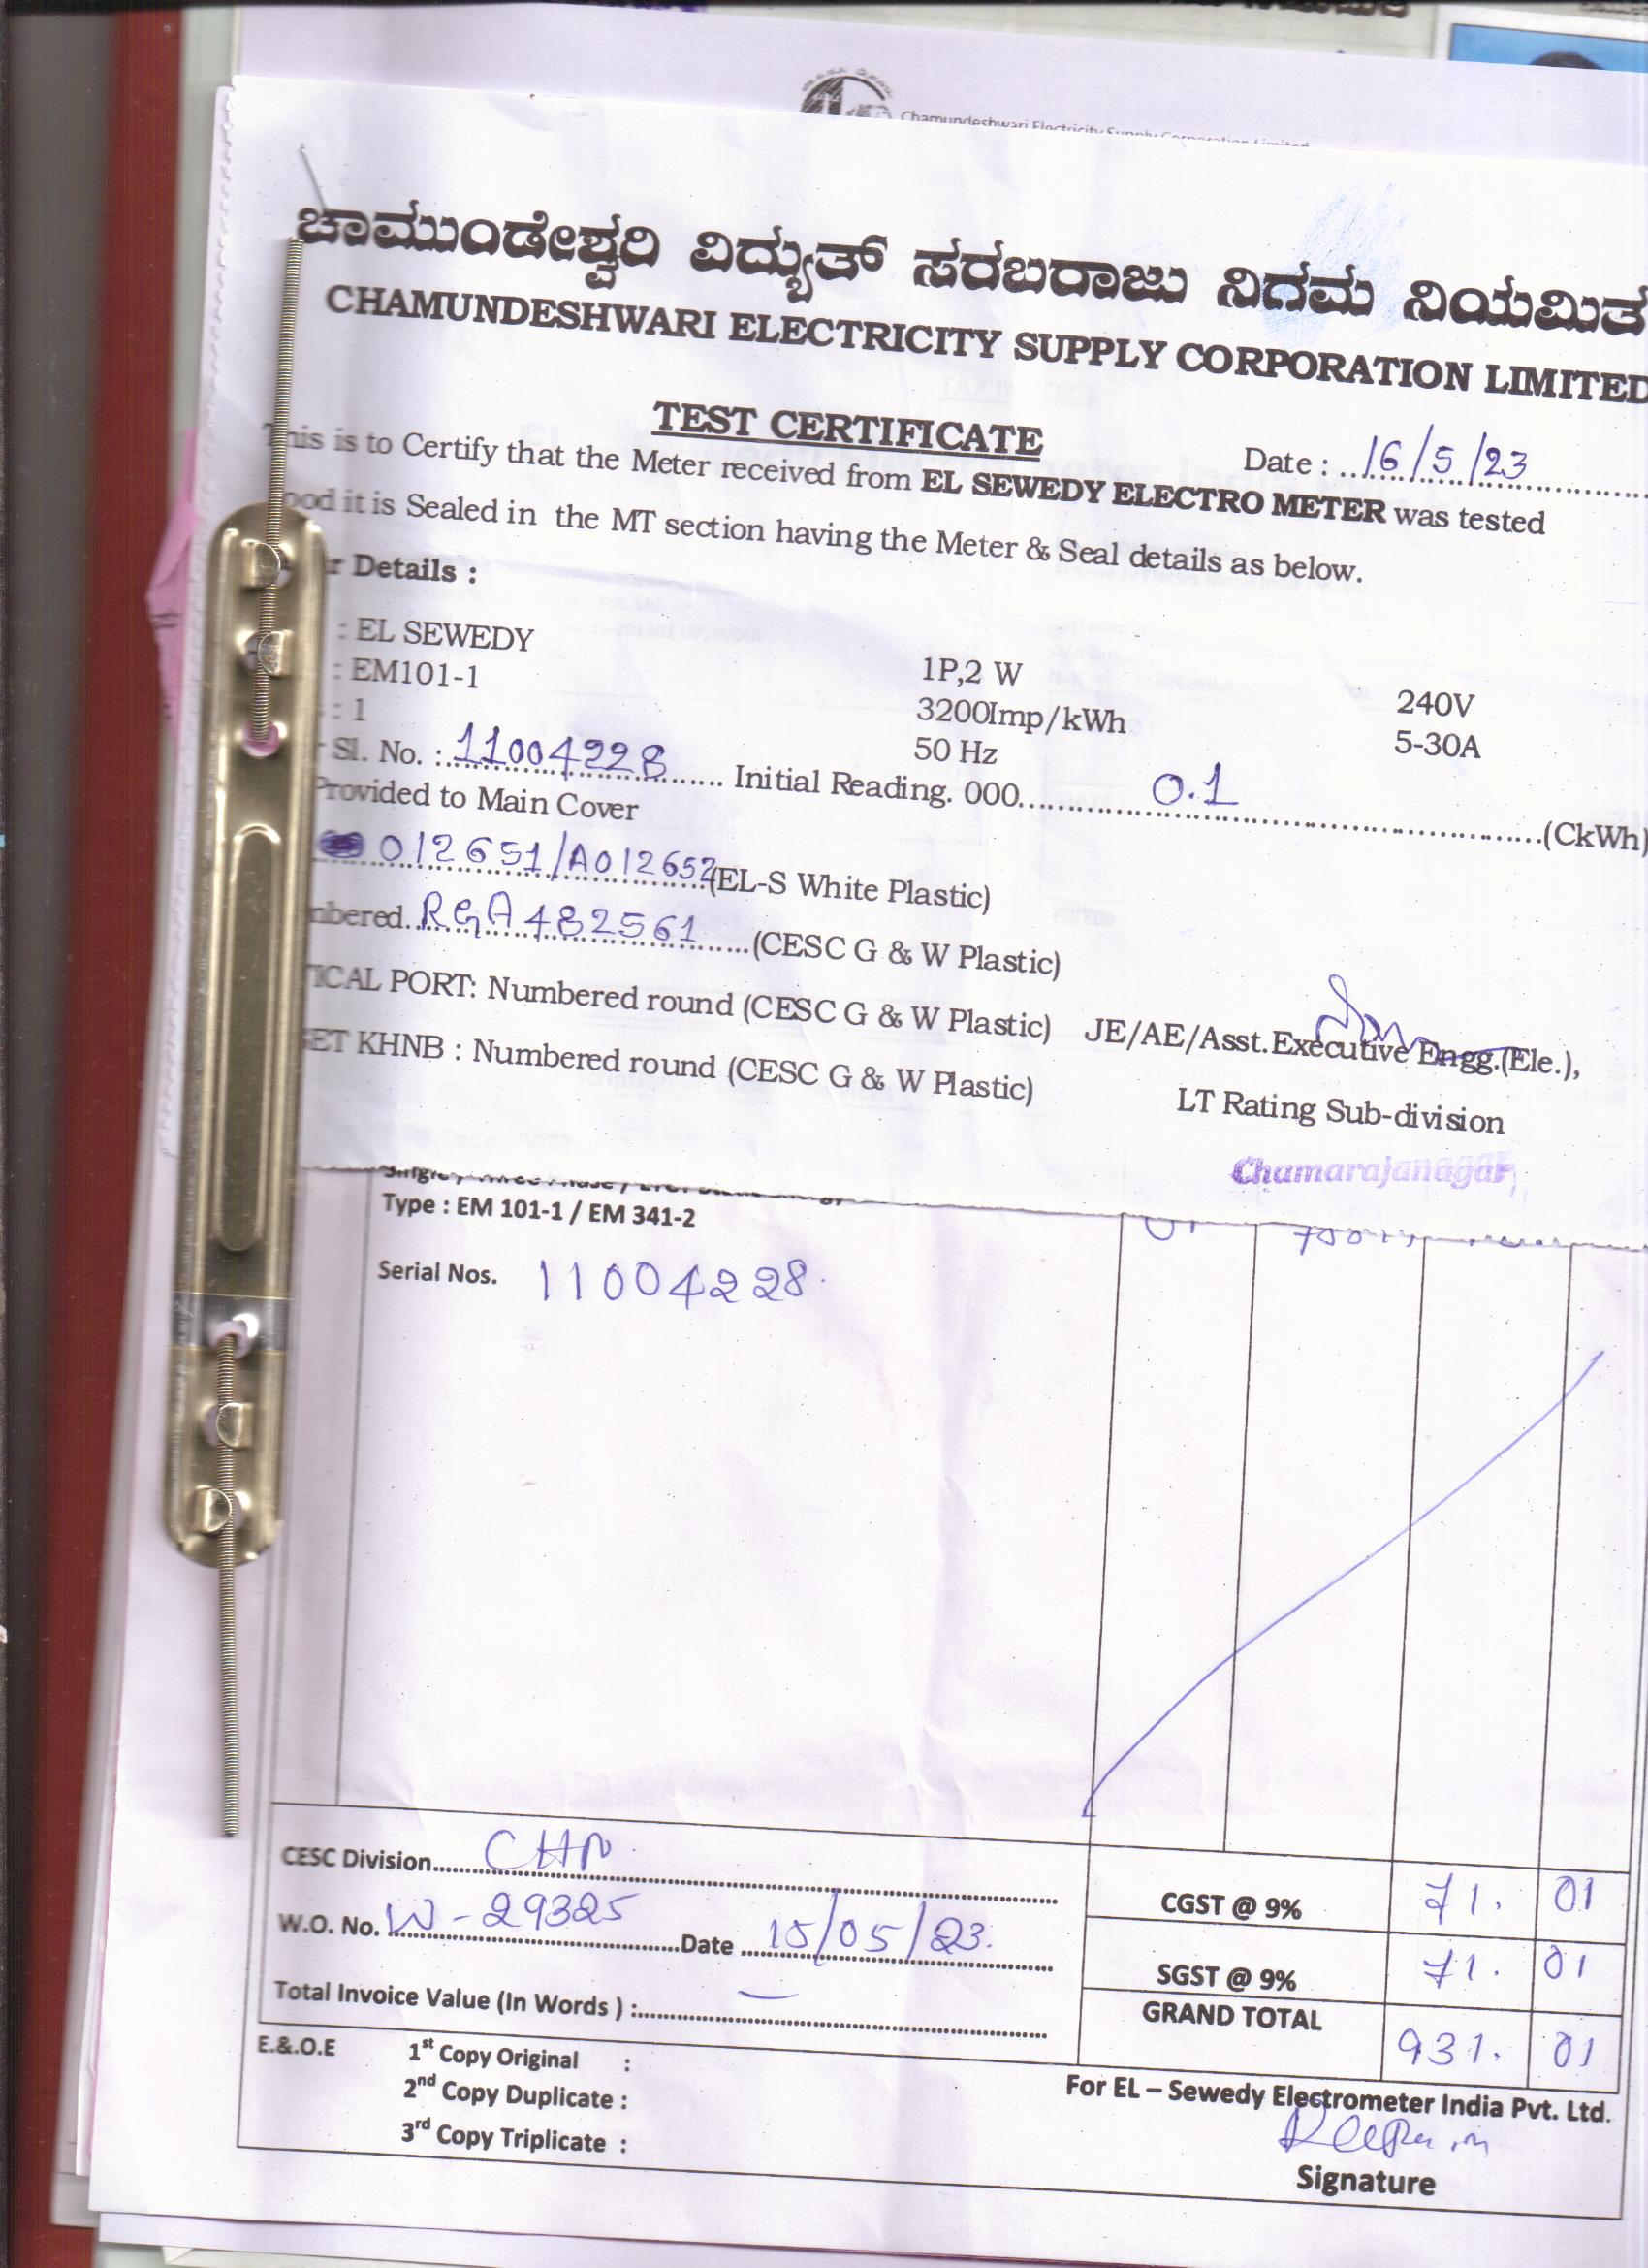 Chamundeshwari Electricity Supply Corporation Limited
ಚಾಮುಂಡೇಶ್ವರಿ ವಿದ್ಯುತ್ ಸರಬರಾಜು ನಿಗಮ ನಿಯಮಿತ
CHAMUNDESHWARI ELECTRICITY SUPPLY CORPORATION LIMITED
TEST CERTIFICATE
Date : 16/5/23
This is to Certify that the Meter received from EL SEWEDY ELECTRO METER was tested
ood it is Sealed in the MT section having the Meter & Seal details as below.
r Details :
: EL SEWEDY 1P,2 W 240V
: EM101-1 3200Imp/kWh 5-30A
: 1 50 Hz
Sl. No. : 11004228 Initial Reading. 000 0.1 (CkWh)
Provided to Main Cover
012651/A012652 (EL-S White Plastic)
nbered. RGA482561 (CESC G & W Plastic)
TICAL PORT: Numbered round (CESC G & W Plastic)
SET KHNB : Numbered round (CESC G & W Plastic)
JE/AE/Asst.Executive Engg.(Ele.),
LT Rating Sub-division
Chamarajanagar
Type : EM 101-1 / EM 341-2
Serial Nos. 11004228
CESC Division CHN
CGST @ 9% 71. 01
W.O. No. W-29325 Date 15/05/23.
SGST @ 9% 71. 01
Total Invoice Value (In Words ) : —
GRAND TOTAL 931. 01
E.&.O.E 1st Copy Original :
2nd Copy Duplicate :
3rd Copy Triplicate :
For EL – Sewedy Electrometer India Pvt. Ltd.
Signature